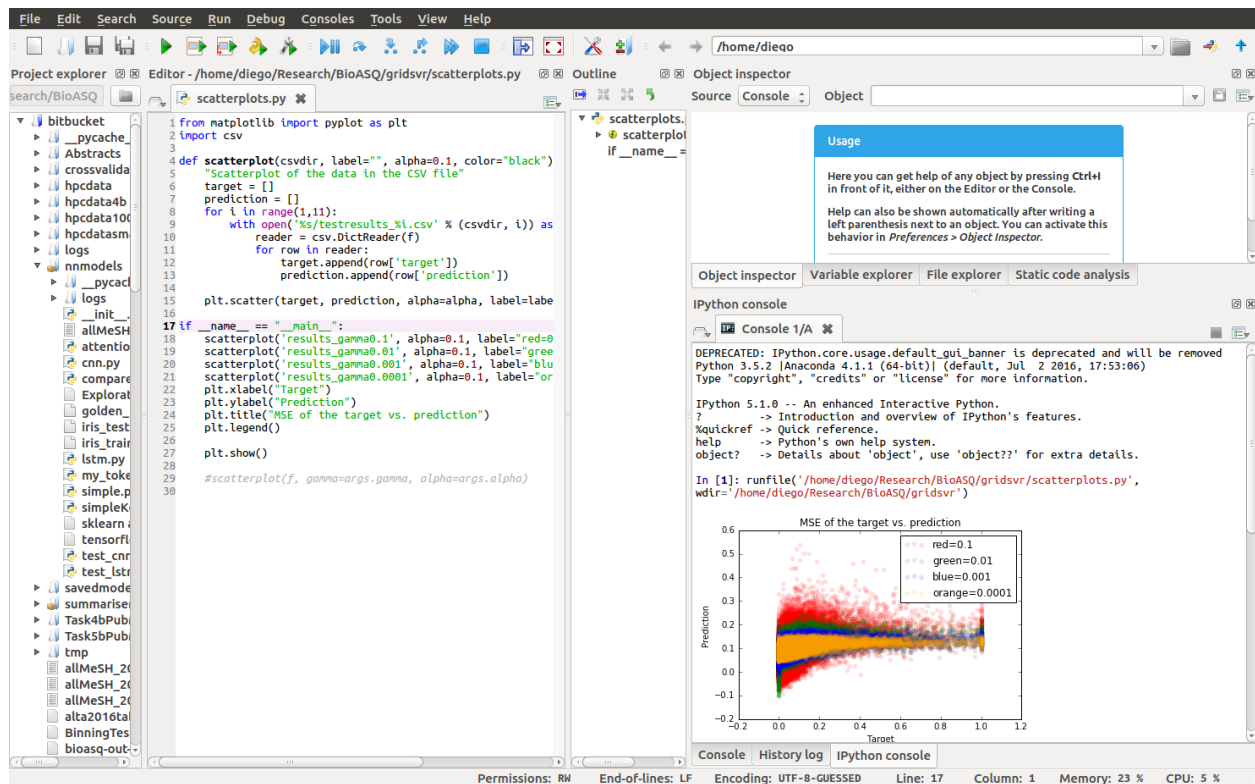 File Edit Search Source Run Debug Consoles Tools View Help
/home/diego
Project explorer
search/BioASQ
bitbucket
__pycache_
Abstracts
crossvalida
hpcdata
hpcdata4b
hpcdata100
hpcdatasm
logs
nnmodels
__pycach
logs
__init__.
allMeSH
attentio
cnn.py
compare
Explorat
golden_
iris_test
iris_trair
lstm.py
my_toke
simple.p
simpleK
sklearn a
tensorfl
test_cnn
test_lstr
savedmode
summariser
Task4bPub
Task5bPub
tmp
allMeSH_20
allMeSH_20
allMeSH_20
alta2016tal
BinningTes
bioasq-out-
Editor - /home/diego/Research/BioASQ/gridsvr/scatterplots.py
scatterplots.py
1 from matplotlib import pyplot as plt
2 import csv
3
4 def scatterplot(csvdir, label="", alpha=0.1, color="black")
5 "Scatterplot of the data in the CSV file"
6 target = []
7 prediction = []
8 for i in range(1,11):
9 with open('%s/testresults_%i.csv' % (csvdir, i)) as
10 reader = csv.DictReader(f)
11 for row in reader:
12 target.append(row['target'])
13 prediction.append(row['prediction'])
14
15 plt.scatter(target, prediction, alpha=alpha, label=labe
16
17 if __name__ == "__main__":
18 scatterplot('results_gamma0.1', alpha=0.1, label="red=0
19 scatterplot('results_gamma0.01', alpha=0.1, label="gree
20 scatterplot('results_gamma0.001', alpha=0.1, label="blu
21 scatterplot('results_gamma0.0001', alpha=0.1, label="or
22 plt.xlabel("Target")
23 plt.ylabel("Prediction")
24 plt.title("MSE of the target vs. prediction")
25 plt.legend()
26
27 plt.show()
28
29 #scatterplot(f, gamma=args.gamma, alpha=args.alpha)
30
Outline
scatterplots.
scatterplot
if __name__ =
Object inspector
Source Console Object
Usage
Here you can get help of any object by pressing Ctrl+I
in front of it, either on the Editor or the Console.
Help can also be shown automatically after writing a
left parenthesis next to an object. You can activate this
behavior in Preferences > Object Inspector.
Object inspector Variable explorer File explorer Static code analysis
IPython console
IP: Console 1/A
DEPRECATED: IPython.core.usage.default_gui_banner is deprecated and will be removed
Python 3.5.2 |Anaconda 4.1.1 (64-bit)| (default, Jul 2 2016, 17:53:06)
Type "copyright", "credits" or "license" for more information.
IPython 5.1.0 -- An enhanced Interactive Python.
? -> Introduction and overview of IPython's features.
%quickref -> Quick reference.
help -> Python's own help system.
object? -> Details about 'object', use 'object??' for extra details.
In [1]: runfile('/home/diego/Research/BioASQ/gridsvr/scatterplots.py',
wdir='/home/diego/Research/BioASQ/gridsvr')
MSE of the target vs. prediction
red=0.1
green=0.01
blue=0.001
orange=0.0001
0.6
0.5
0.4
0.3
0.2
0.1
0.0
−0.1
−0.2
Prediction
−0.2 0.0 0.2 0.4 0.6 0.8 1.0 1.2
Target
Console History log IPython console
Permissions: RW End-of-lines: LF Encoding: UTF-8-GUESSED Line: 17 Column: 1 Memory: 23 % CPU: 5 %